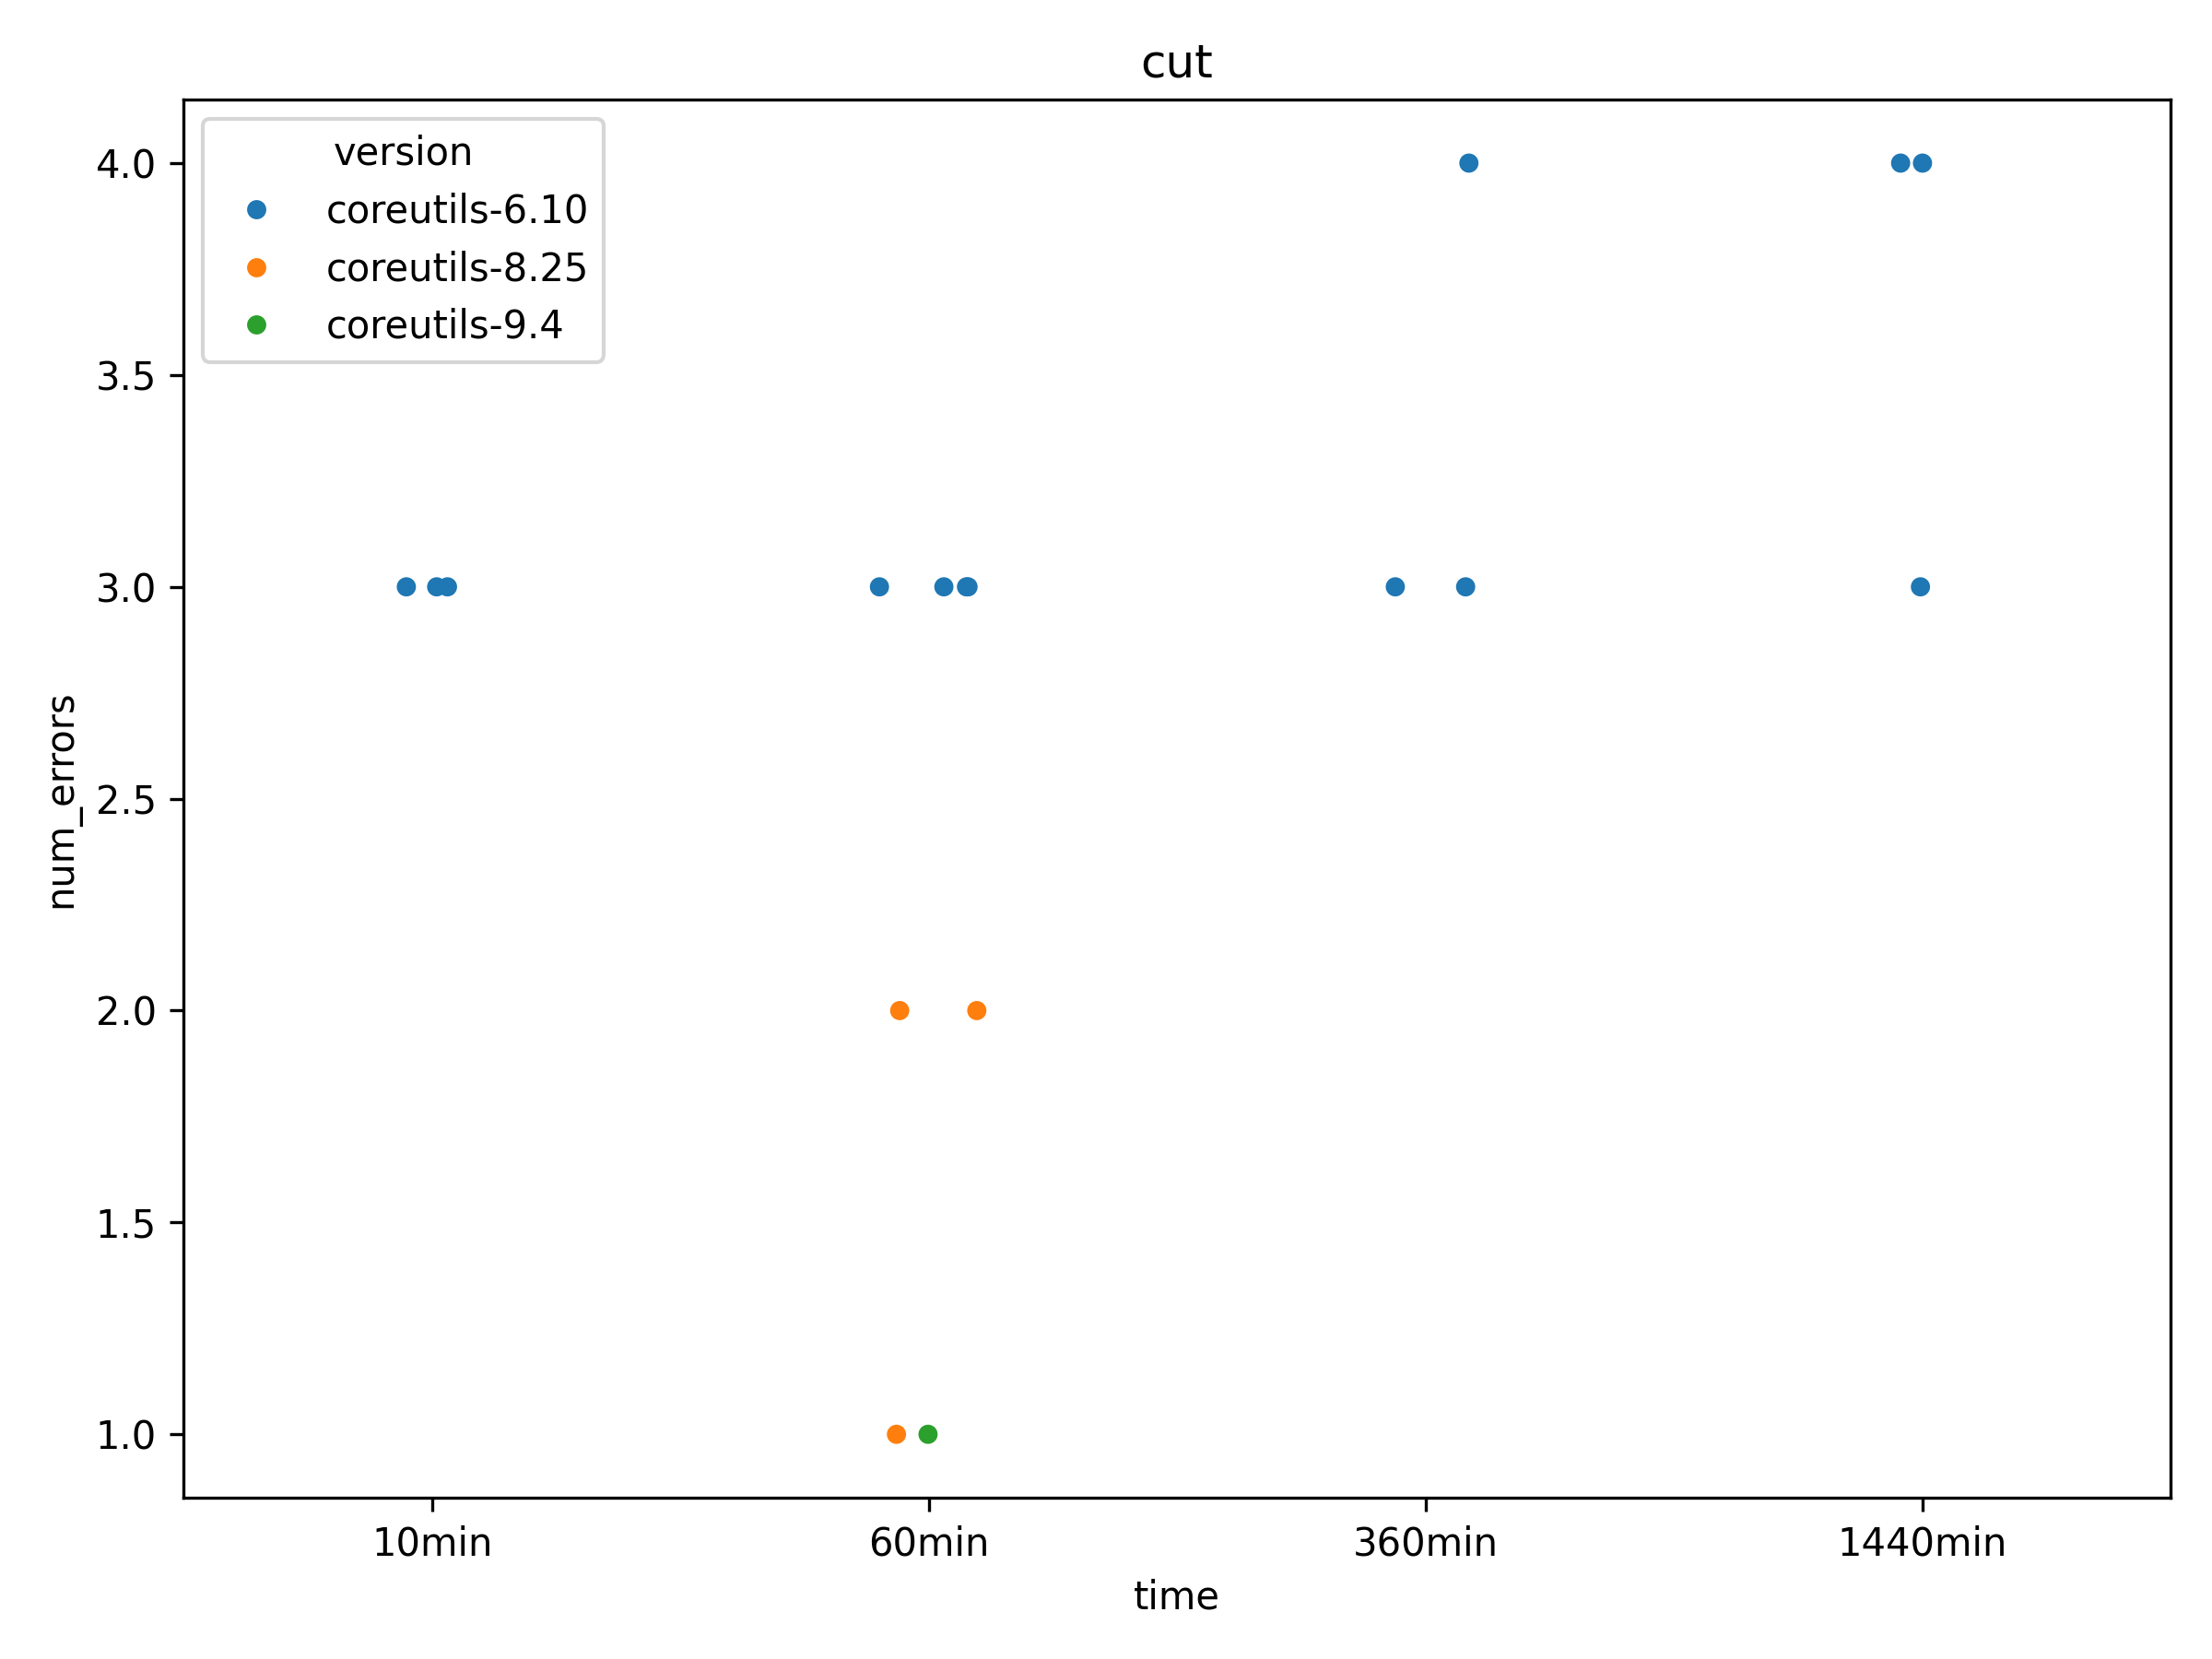 cut
version
coreutils-6.10
coreutils-8.25
coreutils-9.4
4.0
3.5
3.0
2.5
2.0
1.5
1.0
num_errors
10min 60min 360min 1440min
time